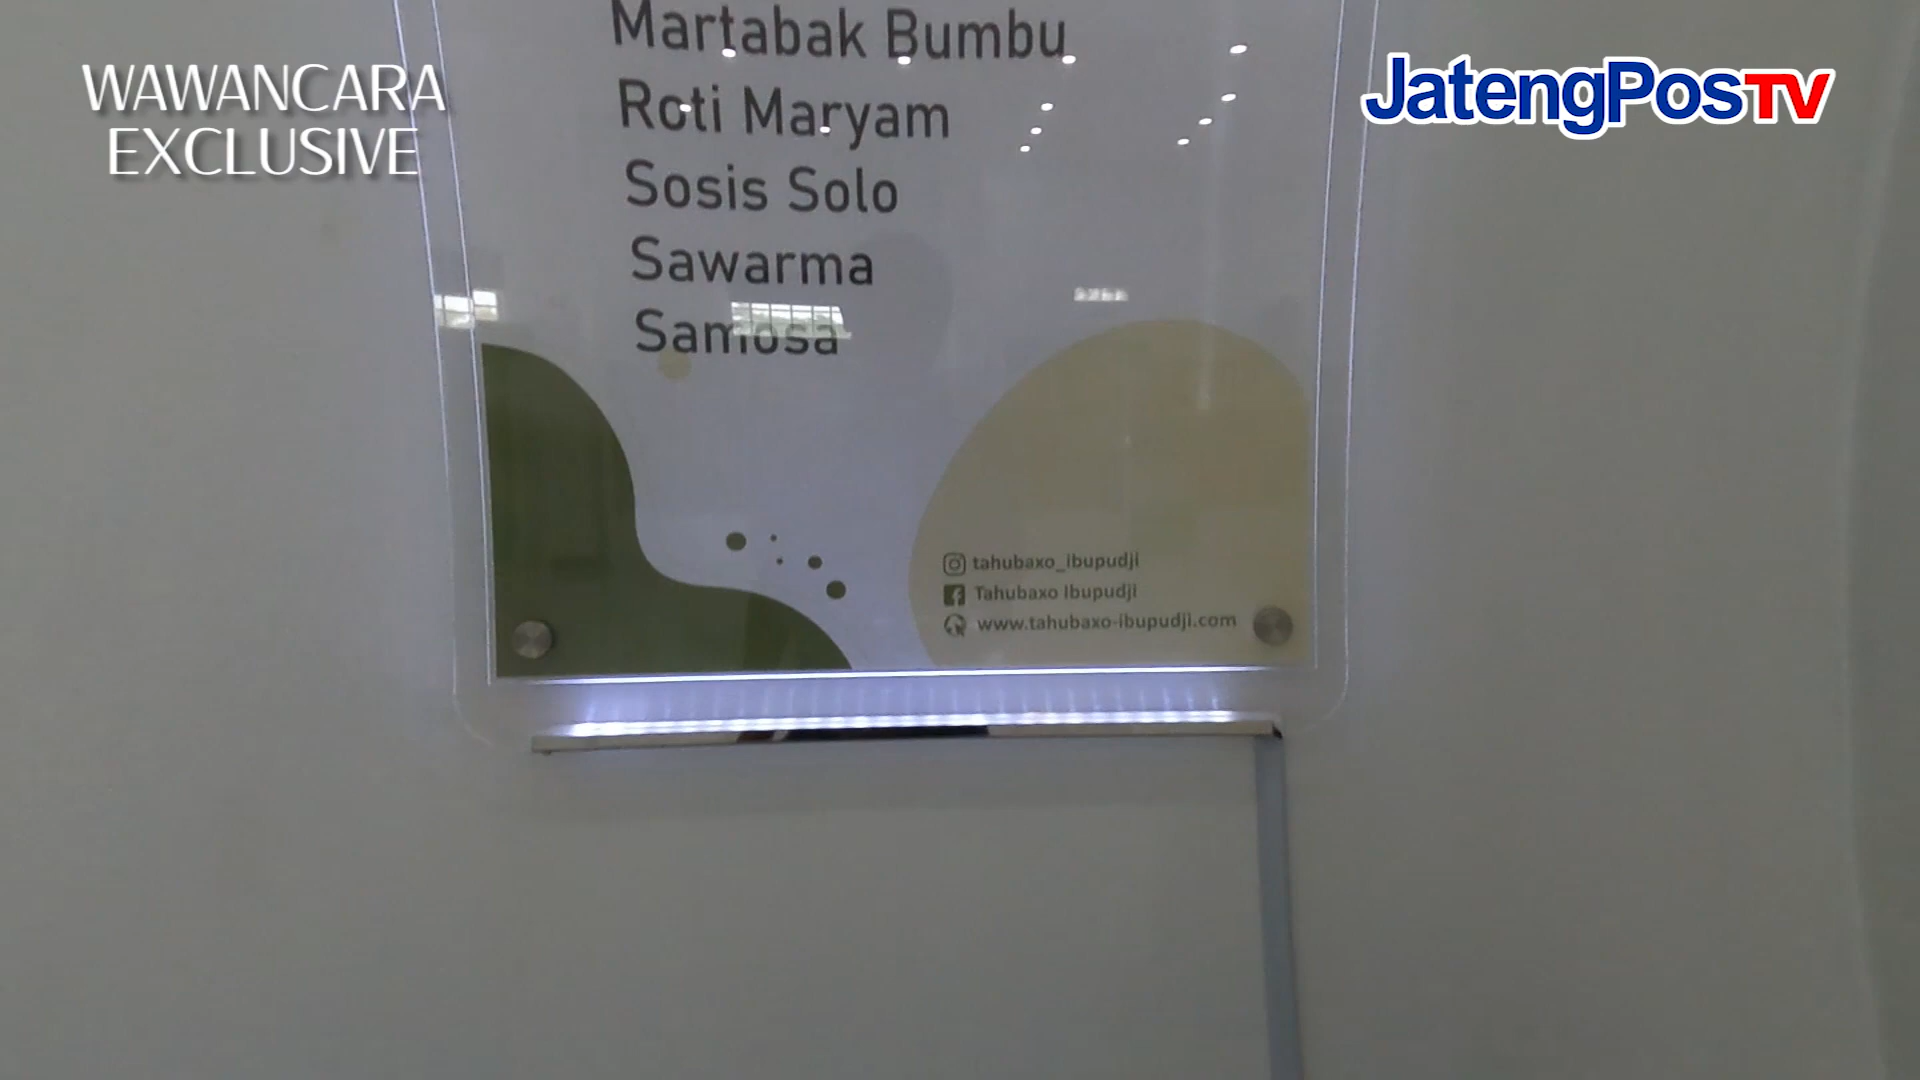 WAWANCARA
EXCLUSIVE
JatengPosTV
Martabak Bumbu
Roti Maryam
Sosis Solo
Sawarma
Samosa
tahubaxo_ibupudji
Tahubaxo Ibupudji
www.tahubaxo-ibupudji.com